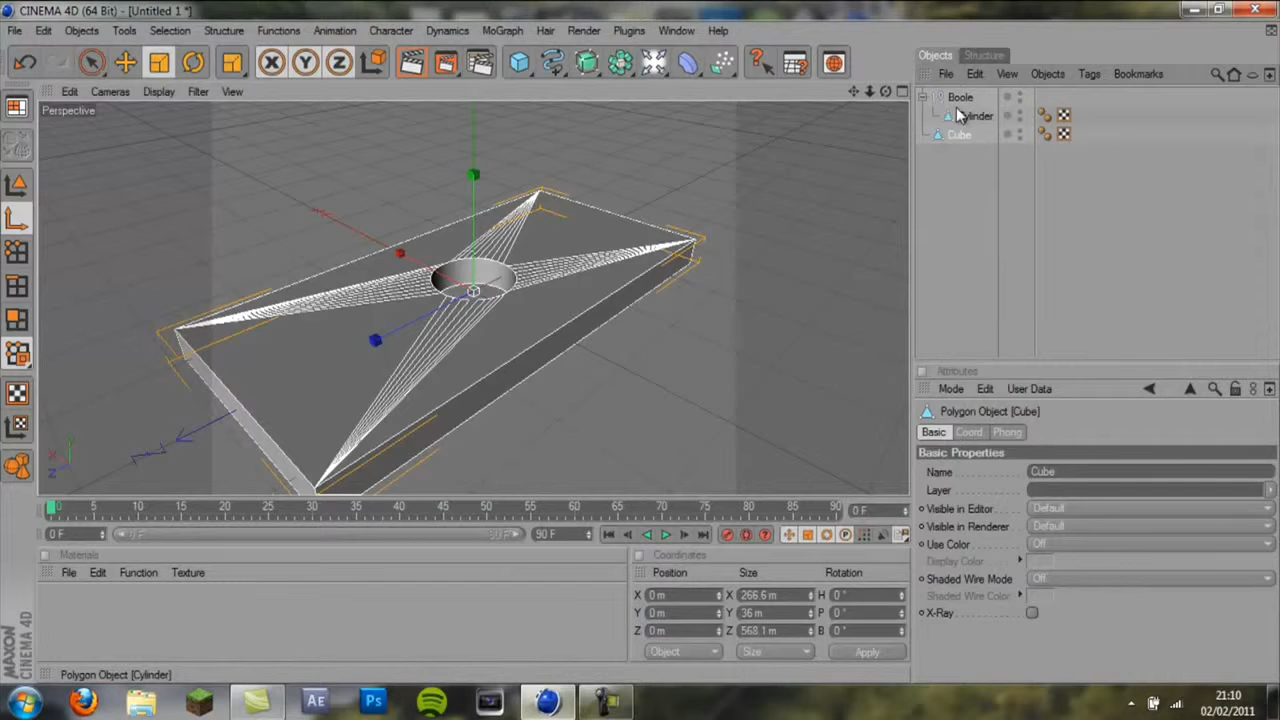 CINEMA 4D (64 Bit) - [Untitled 1 *]
File Edit Objects Tools Selection Structure Functions Animation Character Dynamics MoGraph Hair Render Plugins Window Help
X Y Z
Objects Structure
File Edit View Objects Tags Bookmarks
Boole
Cylinder
Cube
Edit Cameras Display Filter View
Perspective
Y
X
Z
Attributes
Mode Edit User Data
Polygon Object [Cube]
Basic Coord. Phong
Basic Properties
Name Cube
Layer
Visible in Editor Default
Visible in Renderer Default
Use Color Off
Display Color
Shaded Wire Mode Off
Shaded Wire Color
X-Ray
0 5 10 15 20 25 30 35 40 45 50 55 60 65 70 75 80 85 90 0 F
0 F 0 F 90 F 90 F
Materials
File Edit Function Texture
Coordinates
Position Size Rotation
X 0 m X 266.6 m H 0 °
Y 0 m Y 36 m P 0 °
Z 0 m Z 568.1 m B 0 °
Object Size Apply
MAXON
CINEMA 4D
Polygon Object [Cylinder]
Ae Ps
21:10
02/02/2011